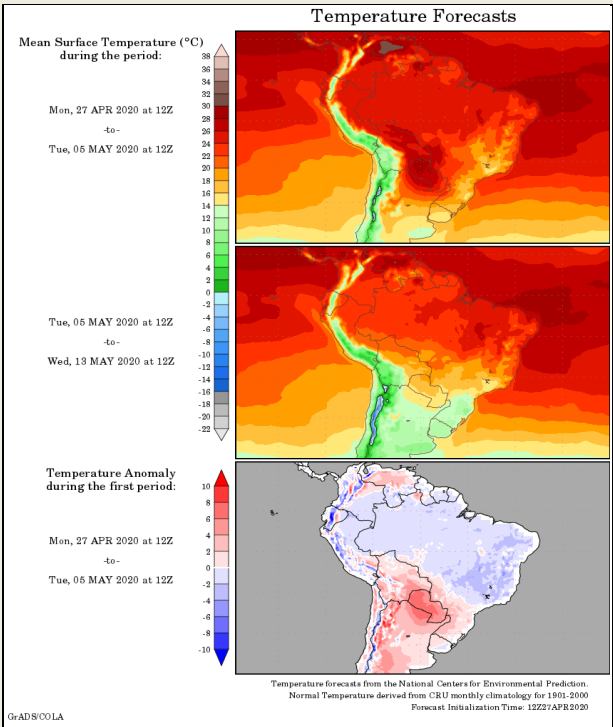 Temperature Forecasts
Mean Surface Temperature (°C)
during the period:
Mon, 27 APR 2020 at 12Z
-to-
Tue, 05 MAY 2020 at 12Z
38
36
34
32
30
28
26
24
22
20
18
16
14
12
10
8
6
4
2
0
-2
-4
-6
-8
-10
-12
-14
-16
-18
-20
-22
Tue, 05 MAY 2020 at 12Z
-to-
Wed, 13 MAY 2020 at 12Z
Temperature Anomaly
during the first period:
Mon, 27 APR 2020 at 12Z
-to-
Tue, 05 MAY 2020 at 12Z
10
8
6
4
2
0
-2
-4
-6
-8
-10
Temperature forecasts from the National Centers for Environmental Prediction.
Normal Temperature derived from CRU monthly climatology for 1901-2000
Forecast Initialization Time: 12Z27APR2020
GrADS/COLA